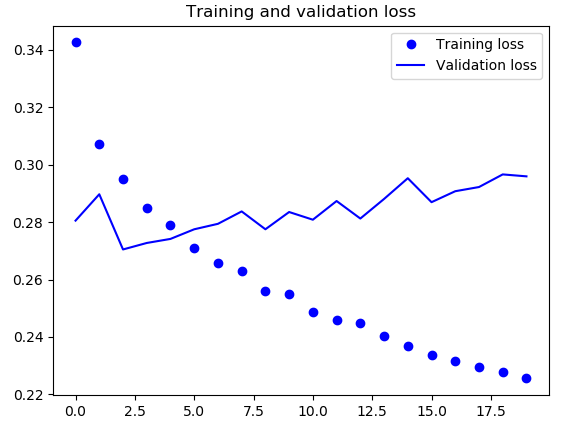 Training and validation loss
Training loss
Validation loss
0.34
0.32
0.30
0.28
0.26
0.24
0.22
0.0 2.5 5.0 7.5 10.0 12.5 15.0 17.5